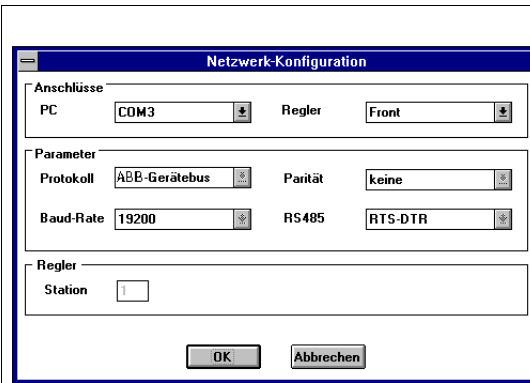 Netzwerk-Konfiguration
Anschlüsse
PC COM3 Regler Front
Parameter
Protokoll ABB-Gerätebus Parität keine
Baud-Rate 19200 RS485 RTS-DTR
Regler
Station 1
OK Abbrechen